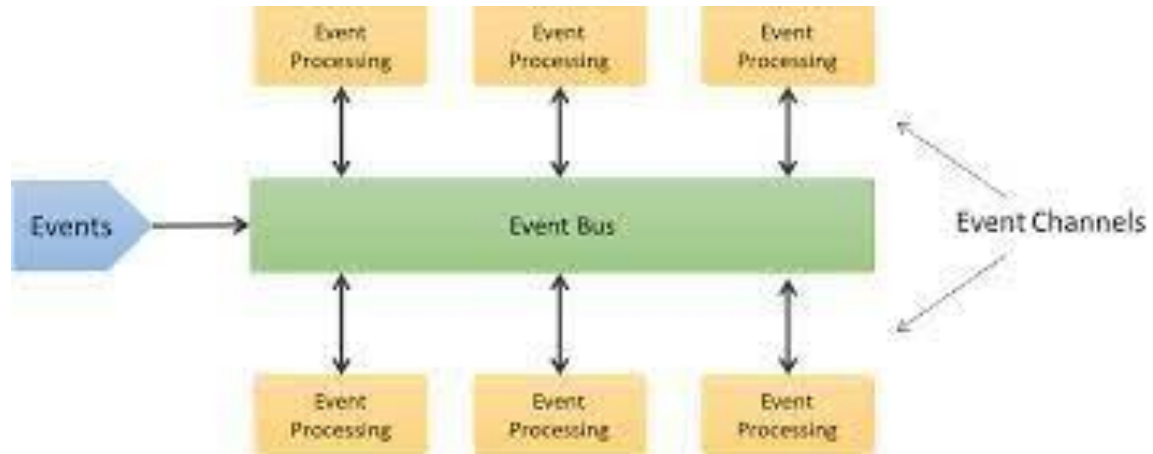 Event
Processing
Event
Processing
Event
Processing
Events
Event Bus
Event Channels
Event
Processing
Event
Processing
Event
Processing